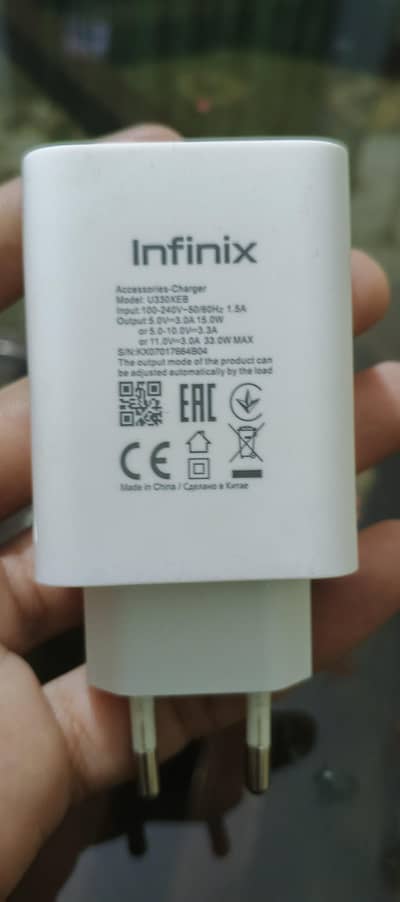 Infinix
Accessories-Charger
Model: U330XEB
Input:100-240V~50/60Hz 1.5A
Output:5.0V⎓3.0A 15.0W
or 5.0-10.0V⎓3.3A
or 11.0V⎓3.0A 33.0W MAX
S/N:KX07017664B04
The output mode of the product can
be adjusted automatically by the load
EAC
CE
Made in China / Сделано в Китае